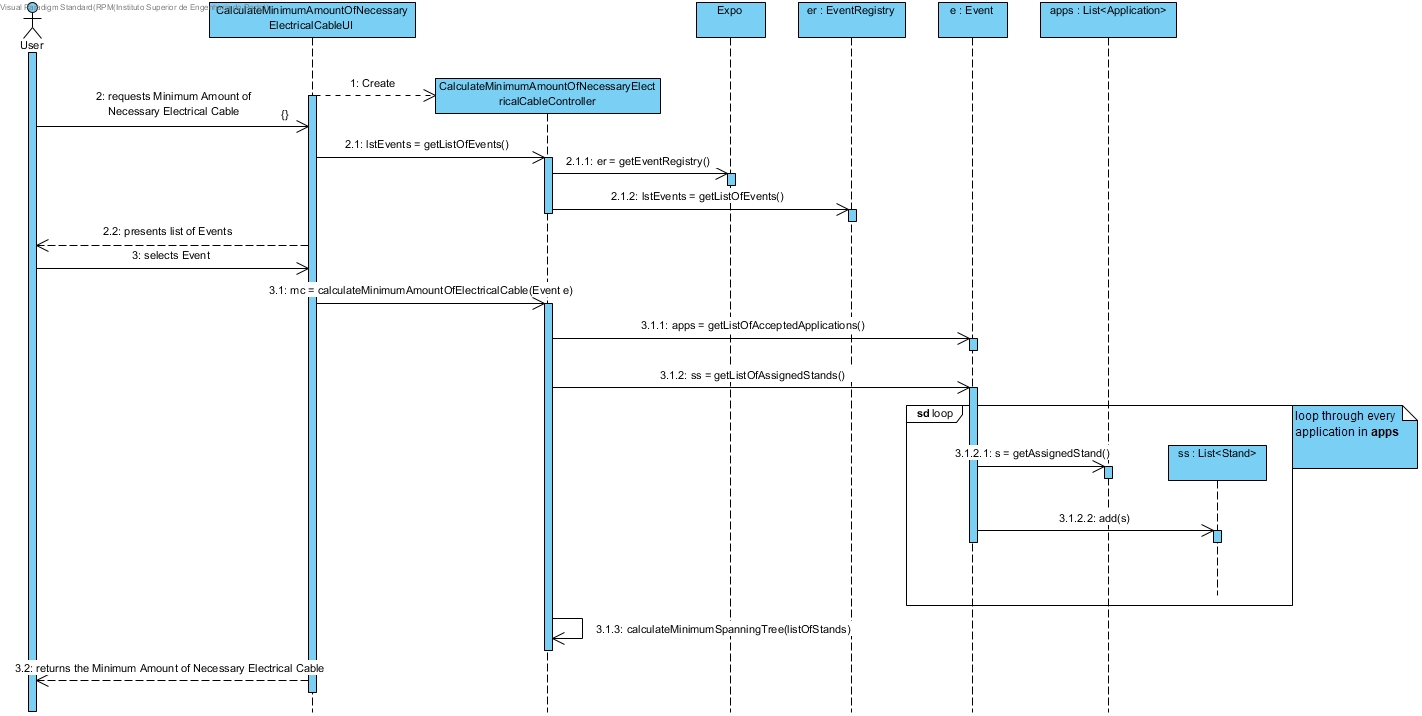 Visual Paradigm Standard(RPM(Instituto Superior de Enge
User
CalculateMinimumAmountOfNecessary
ElectricalCableUI
Expo
er : EventRegistry
e : Event
apps : List<Application>
1: Create
CalculateMinimumAmountOfNecessaryElect
ricalCableController
2: requests Minimum Amount of
Necessary Electrical Cable
{}
2.1: lstEvents = getListOfEvents()
2.1.1: er = getEventRegistry()
2.1.2: lstEvents = getListOfEvents()
2.2: presents list of Events
3: selects Event
3.1: mc = calculateMinimumAmountOfElectricalCable(Event e)
3.1.1: apps = getListOfAcceptedApplications()
3.1.2: ss = getListOfAssignedStands()
sd loop
loop through every
application in apps
3.1.2.1: s = getAssignedStand()
ss : List<Stand>
3.1.2.2: add(s)
3.1.3: calculateMinimumSpanningTree(listOfStands)
3.2: returns the Minimum Amount of Necessary Electrical Cable